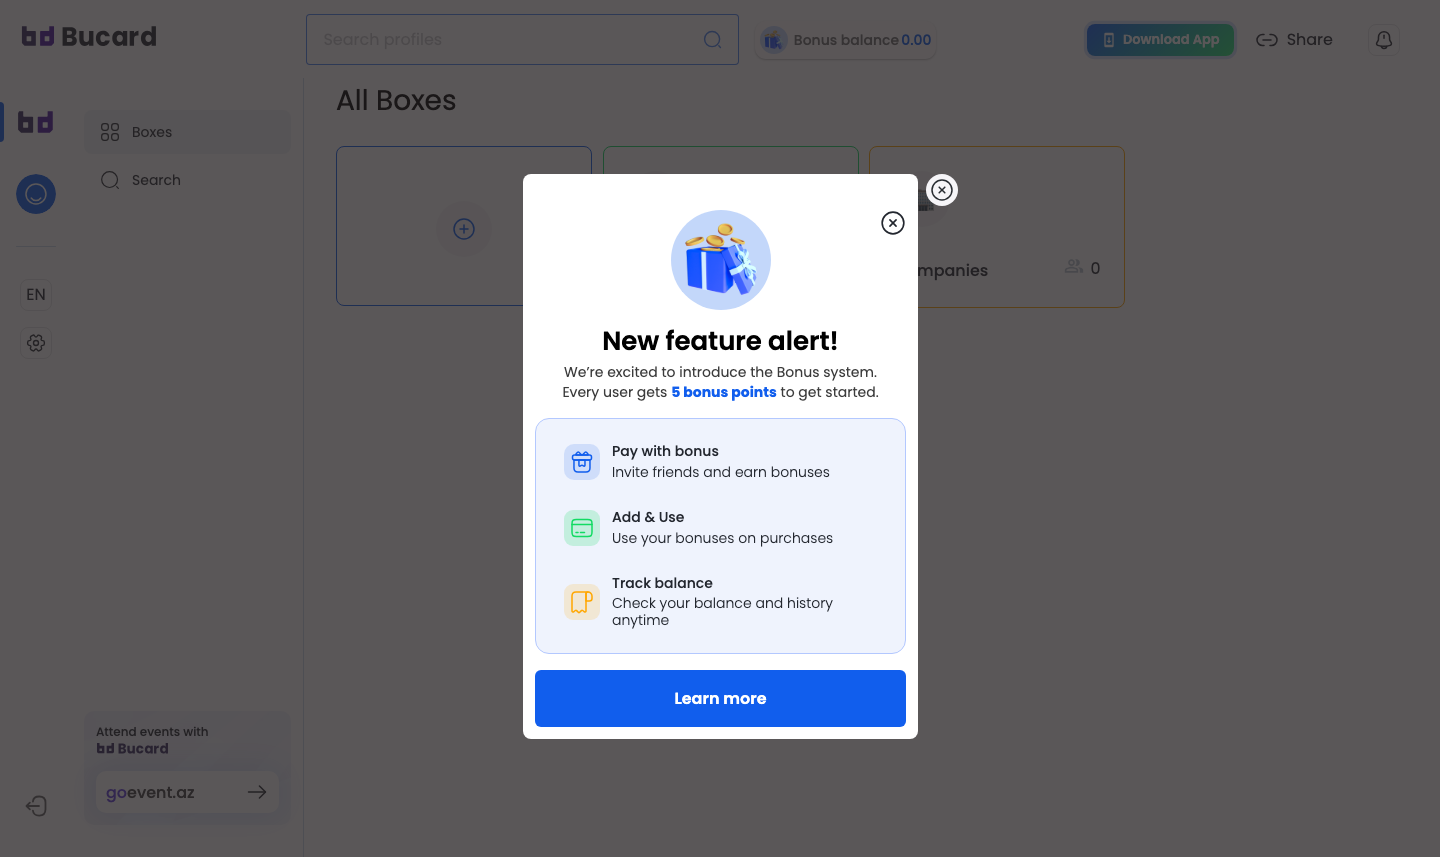 bd Bucard
Search profiles
Bonus balance 0.00
Download App
Share
bd
Boxes
Search
EN
All Boxes
mpanies
0
New feature alert!
We’re excited to introduce the Bonus system.
Every user gets 5 bonus points to get started.
Pay with bonus
Invite friends and earn bonuses
Add & Use
Use your bonuses on purchases
Track balance
Check your balance and history
anytime
Learn more
Attend events with
bd Bucard
goevent.az